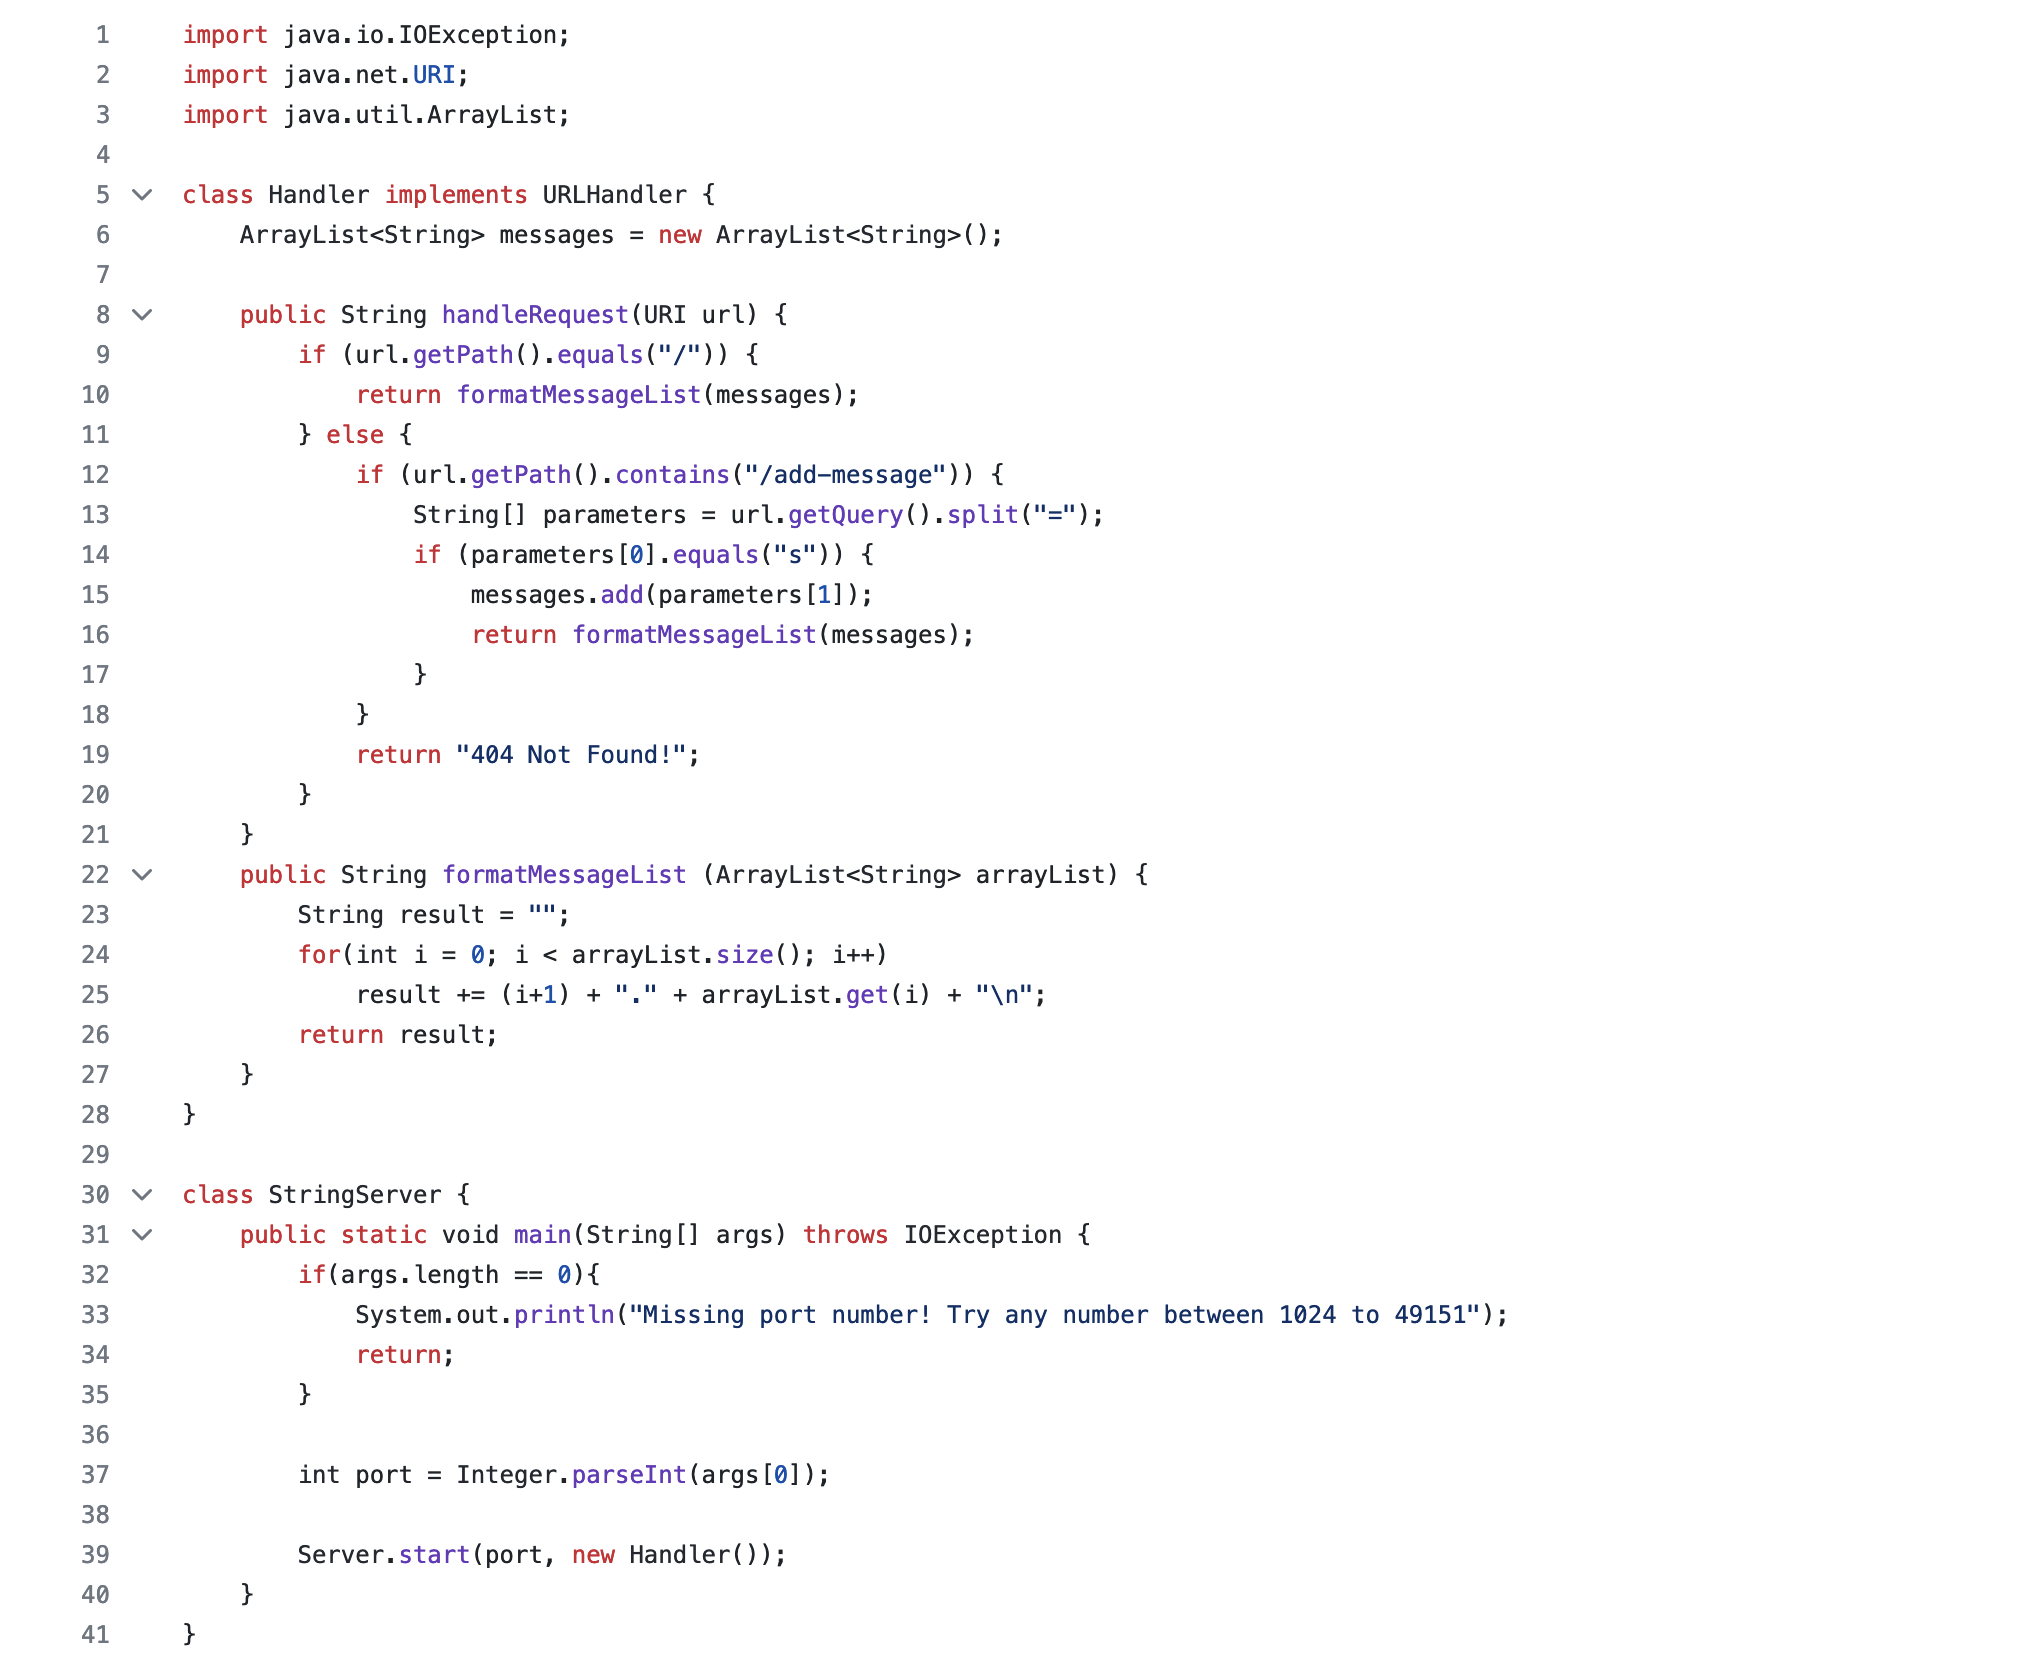 1 import java.io.IOException;
2 import java.net.URI;
3 import java.util.ArrayList;
4
5 class Handler implements URLHandler {
6     ArrayList<String> messages = new ArrayList<String>();
7
8     public String handleRequest(URI url) {
9         if (url.getPath().equals("/")) {
10             return formatMessageList(messages);
11         } else {
12             if (url.getPath().contains("/add-message")) {
13                 String[] parameters = url.getQuery().split("=");
14                 if (parameters[0].equals("s")) {
15                     messages.add(parameters[1]);
16                     return formatMessageList(messages);
17                 }
18             }
19             return "404 Not Found!";
20         }
21     }
22     public String formatMessageList (ArrayList<String> arrayList) {
23         String result = "";
24         for(int i = 0; i < arrayList.size(); i++)
25             result += (i+1) + "." + arrayList.get(i) + "\n";
26         return result;
27     }
28 }
29
30 class StringServer {
31     public static void main(String[] args) throws IOException {
32         if(args.length == 0){
33             System.out.println("Missing port number! Try any number between 1024 to 49151");
34             return;
35         }
36
37         int port = Integer.parseInt(args[0]);
38
39         Server.start(port, new Handler());
40     }
41 }